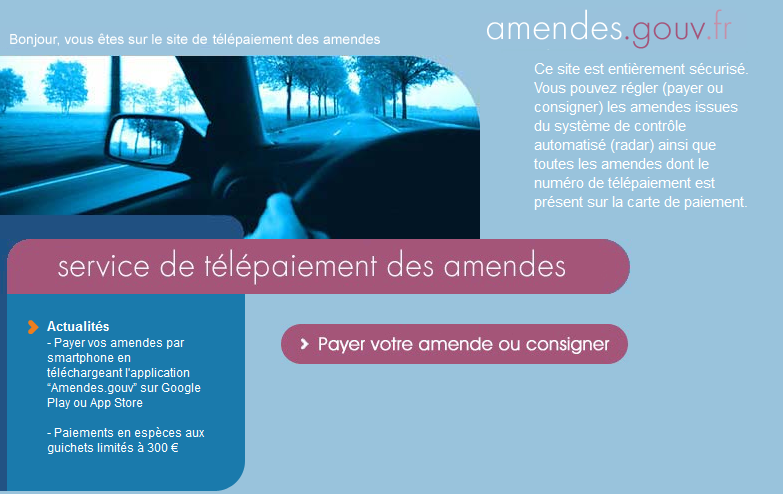 Bonjour, vous êtes sur le site de télépaiement des amendes
amendes.gouv.fr
Ce site est entièrement sécurisé.
Vous pouvez régler (payer ou
consigner) les amendes issues
du système de contrôle
automatisé (radar) ainsi que
toutes les amendes dont le
numéro de télépaiement est
présent sur la carte de paiement.
service de télépaiement des amendes
Actualités
- Payer vos amendes par
smartphone en
téléchargeant l'application
“Amendes.gouv” sur Google
Play ou App Store
- Paiements en espèces aux
guichets limités à 300 €
Payer votre amende ou consigner